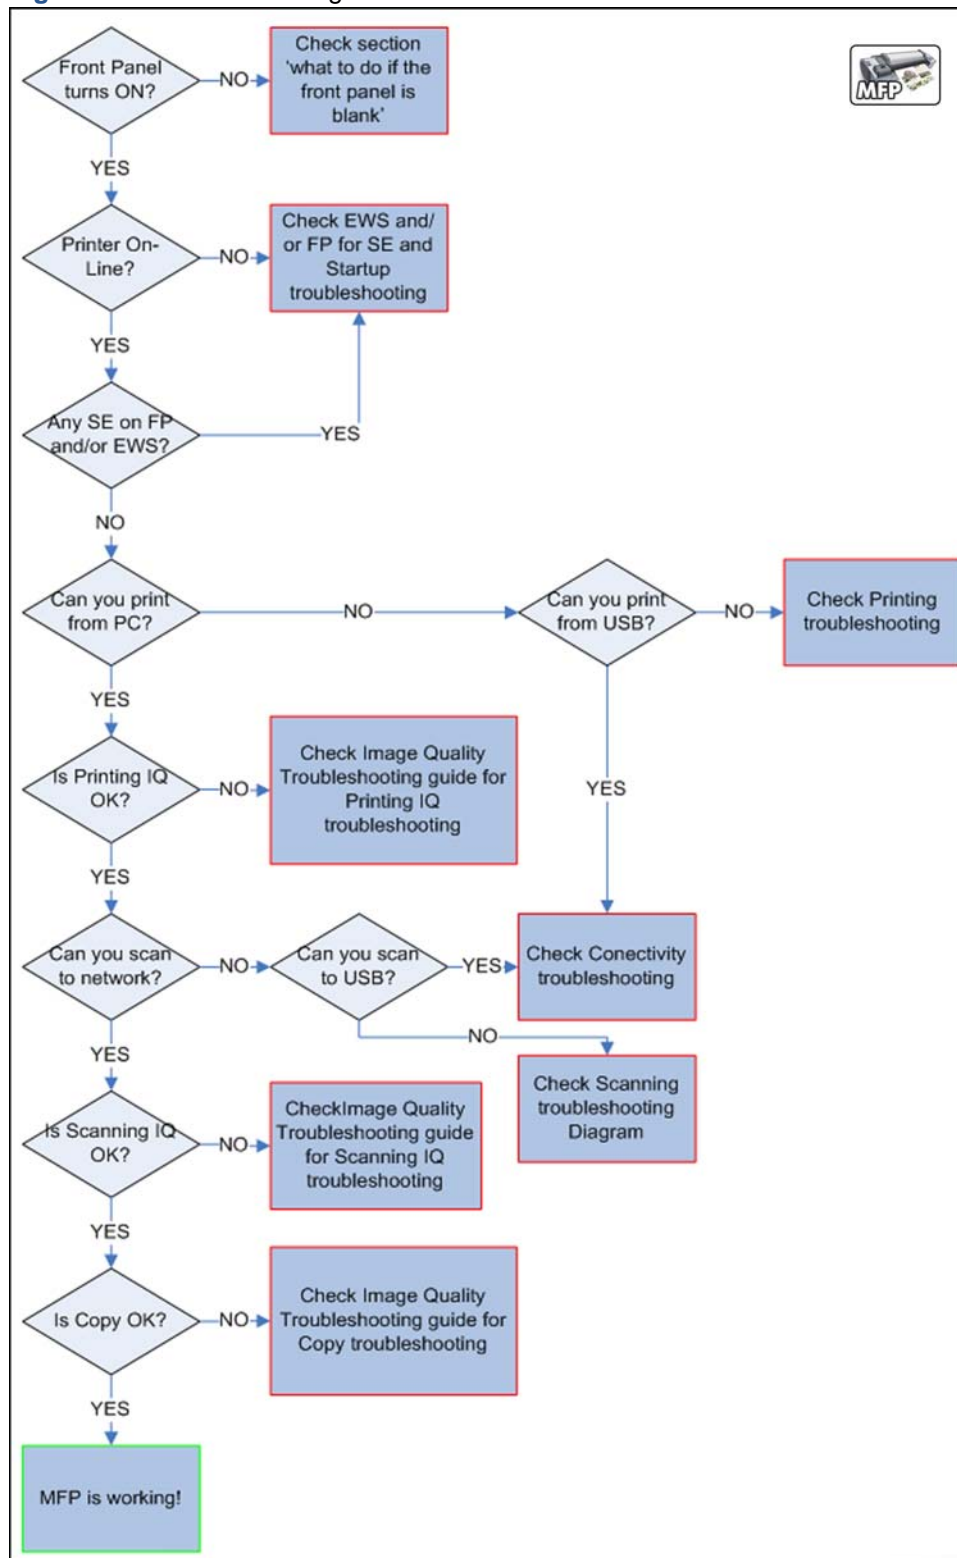 Front Panel
turns ON?
NO
Check section
'what to do if the
front panel is
blank'
MFP
YES
Printer On-
Line?
NO
Check EWS and/
or FP for SE and
Startup
troubleshooting
YES
Any SE on FP
and/or EWS?
YES
NO
Can you print
from PC?
NO
Can you print
from USB?
NO
Check Printing
troubleshooting
YES
YES
Is Printing IQ
OK?
NO
Check Image Quality
Troubleshooting guide for
Printing IQ
troubleshooting
YES
Can you scan
to network?
NO
Can you scan
to USB?
YES
Check Conectivity
troubleshooting
NO
Check Scanning
troubleshooting
Diagram
YES
Is Scanning IQ
OK?
NO
CheckImage Quality
Troubleshooting guide
for Scanning IQ
troubleshooting
YES
Is Copy OK?
NO
Check Image Quality
Troubleshooting guide for
Copy troubleshooting
YES
MFP is working!